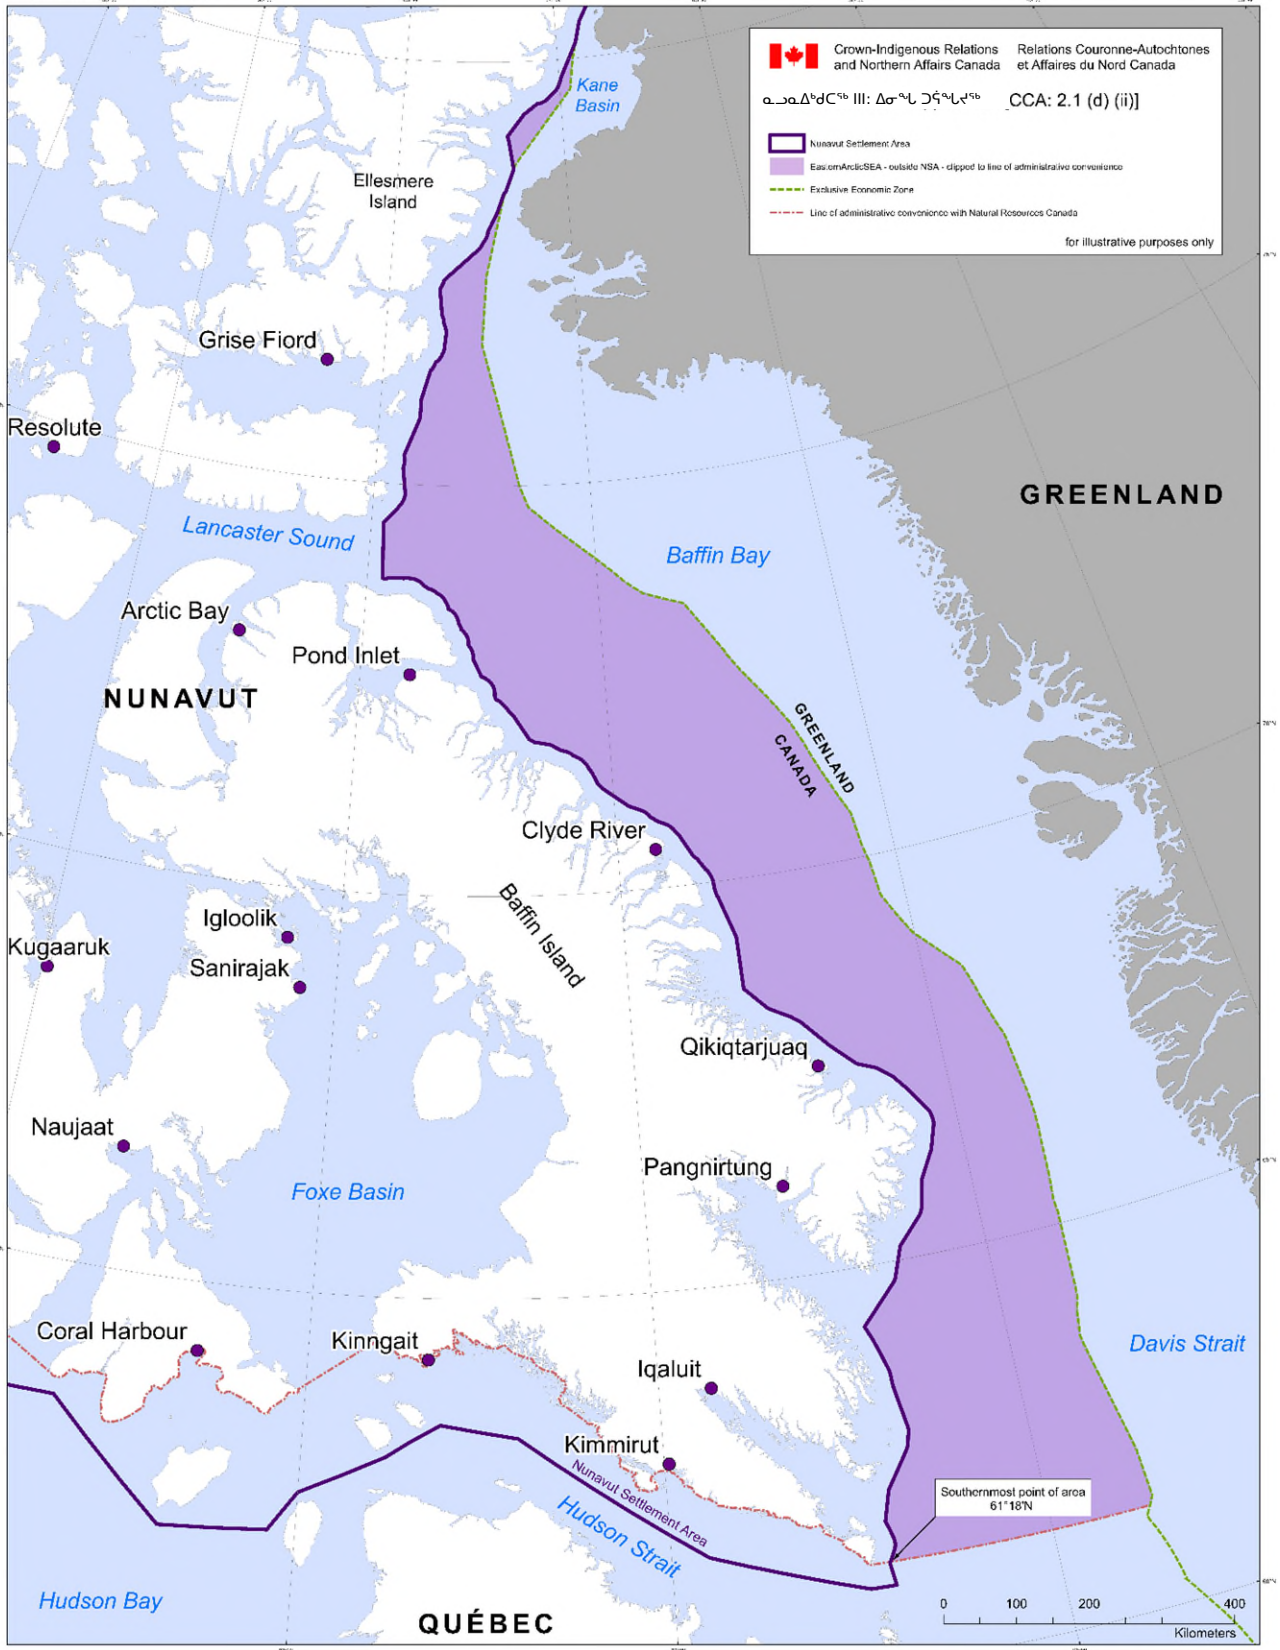 Crown-Indigenous Relations
and Northern Affairs Canada
Relations Couronne-Autochtones
et Affaires du Nord Canada
ᓇᓗᓇᐃᒃᑯᑕᖅ III: ᐃᓂᖓ ᑐᕌᖓᔪᖅ CCA: 2.1 (d) (ii)]
Nunavut Settlement Area
EasternArcticSEA - outside NSA - clipped to line of administrative convenience
Exclusive Economic Zone
Line of administrative convenience with Natural Resources Canada
for illustrative purposes only
Kane
Basin
Ellesmere
Island
Grise Fiord
Resolute
GREENLAND
Lancaster Sound
Baffin Bay
Arctic Bay
Pond Inlet
NUNAVUT
GREENLAND
CANADA
Clyde River
Baffin Island
Igloolik
Kugaaruk
Sanirajak
Qikiqtarjuaq
Naujaat
Pangnirtung
Foxe Basin
Coral Harbour
Kinngait
Davis Strait
Iqaluit
Kimmirut
Nunavut Settlement Area
Hudson Strait
Southernmost point of area
61°18'N
Hudson Bay
QUÉBEC
0 100 200 400
Kilometers